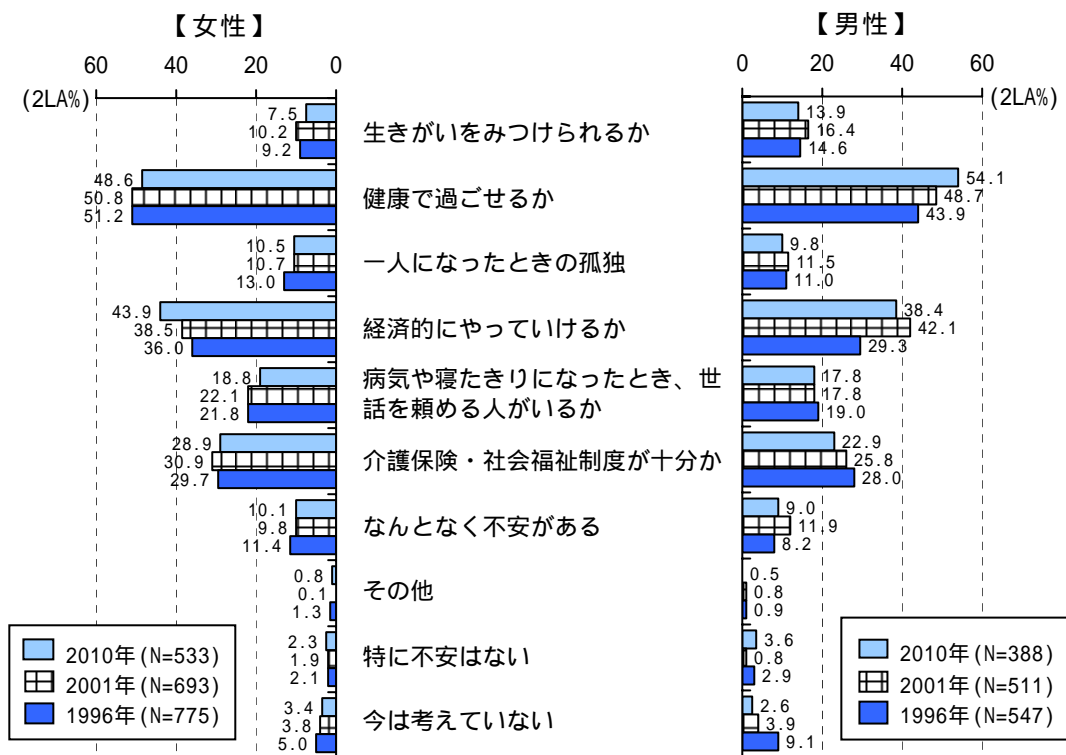 【女性】
【男性】
60 40 20 0
0 20 40 60
(2LA%)
(2LA%)
7.5
10.2
9.2
生きがいをみつけられるか
13.9
16.4
14.6
48.6
50.8
51.2
健康で過ごせるか
54.1
48.7
43.9
10.5
10.7
13.0
一人になったときの孤独
9.8
11.5
11.0
43.9
38.5
36.0
経済的にやっていけるか
38.4
42.1
29.3
18.8
22.1
21.8
病気や寝たきりになったとき、世
話を頼める人がいるか
17.8
17.8
19.0
28.9
30.9
29.7
介護保険・社会福祉制度が十分か
22.9
25.8
28.0
10.1
9.8
11.4
なんとなく不安がある
9.0
11.9
8.2
0.8
0.1
1.3
その他
0.5
0.8
0.9
2.3
1.9
2.1
特に不安はない
3.6
0.8
2.9
3.4
3.8
5.0
今は考えていない
2.6
3.9
9.1
2010年(N=533)
2001年(N=693)
1996年(N=775)
2010年(N=388)
2001年(N=511)
1996年(N=547)